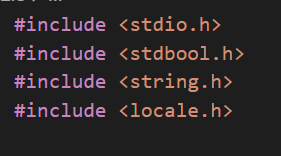 #include <stdio.h>
#include <stdbool.h>
#include <string.h>
#include <locale.h>